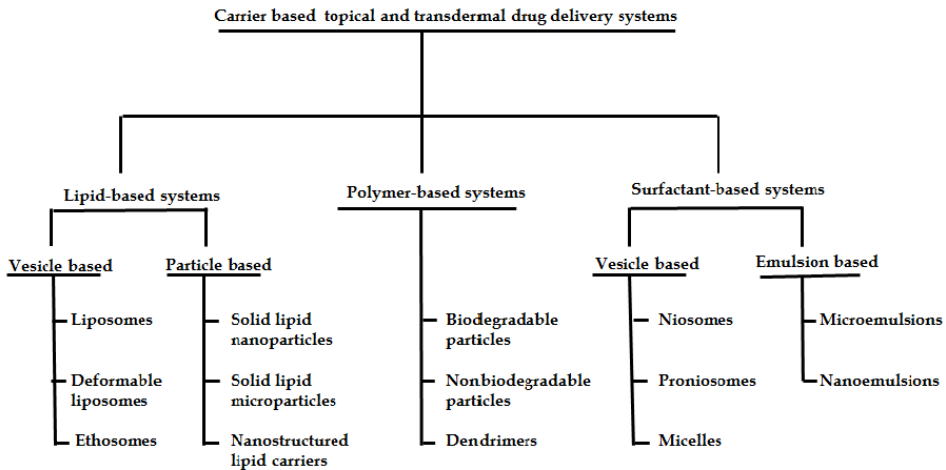 Carrier based topical and transdermal drug delivery systems
Lipid-based systems
Polymer-based systems
Surfactant-based systems
Vesicle based
Particle based
Vesicle based
Emulsion based
Liposomes
Deformable
liposomes
Ethosomes
Solid lipid
nanoparticles
Solid lipid
microparticles
Nanostructured
lipid carriers
Biodegradable
particles
Nonbiodegradable
particles
Dendrimers
Niosomes
Proniosomes
Micelles
Microemulsions
Nanoemulsions